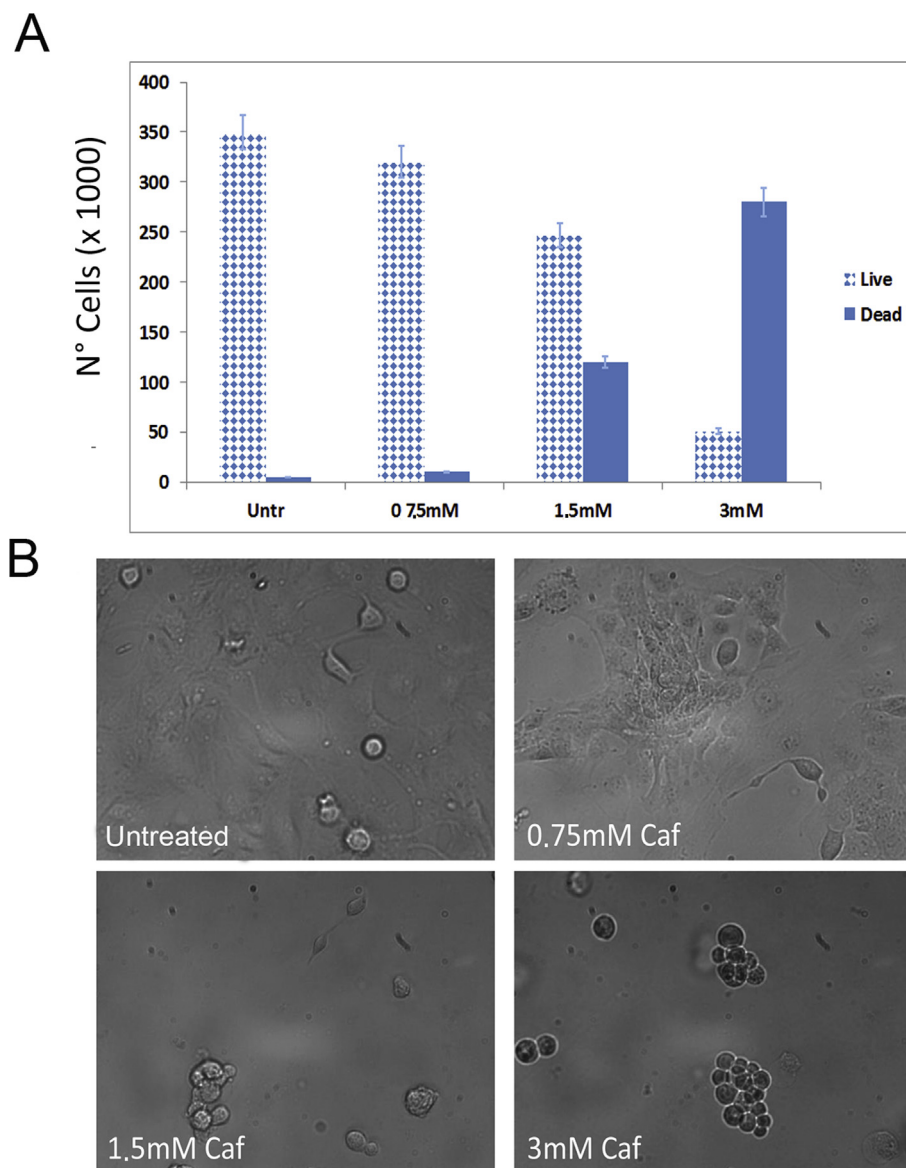 A
N° Cells (x 1000)
400
350
300
250
200
150
100
50
0
Untr
0 7.5mM
1.5mM
3mM
Live
Dead
B
Untreated
0.75mM Caf
1.5mM Caf
3mM Caf